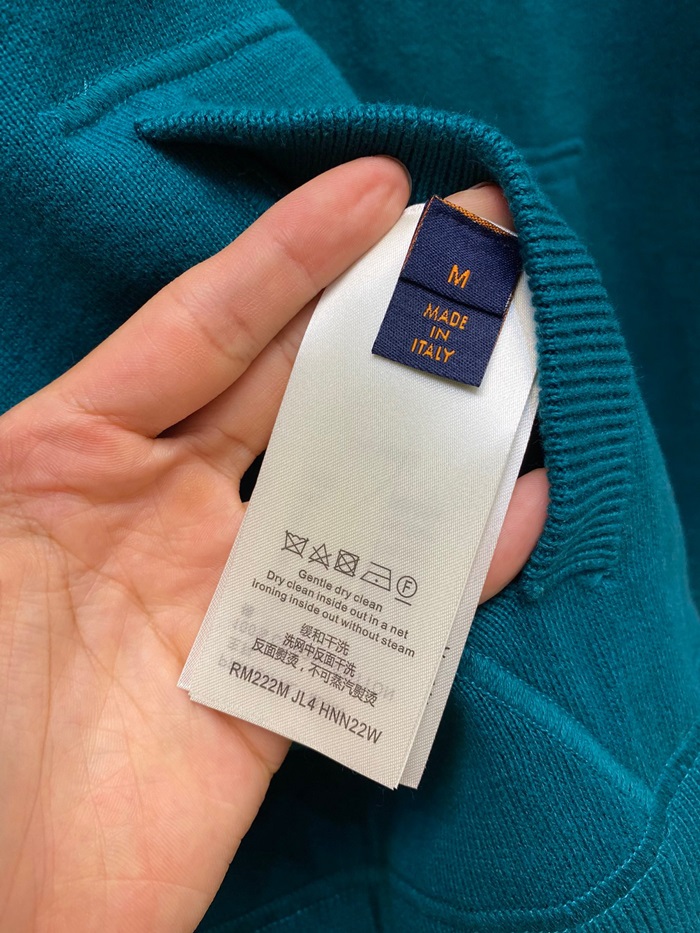 M
MADE
IN
ITALY
F
Gentle dry clean
Dry clean inside out in a net
Ironing inside out without steam
缓和干洗
洗网中反面干洗
反面熨烫，不可蒸汽熨烫
RM222M JL4 HNN22W